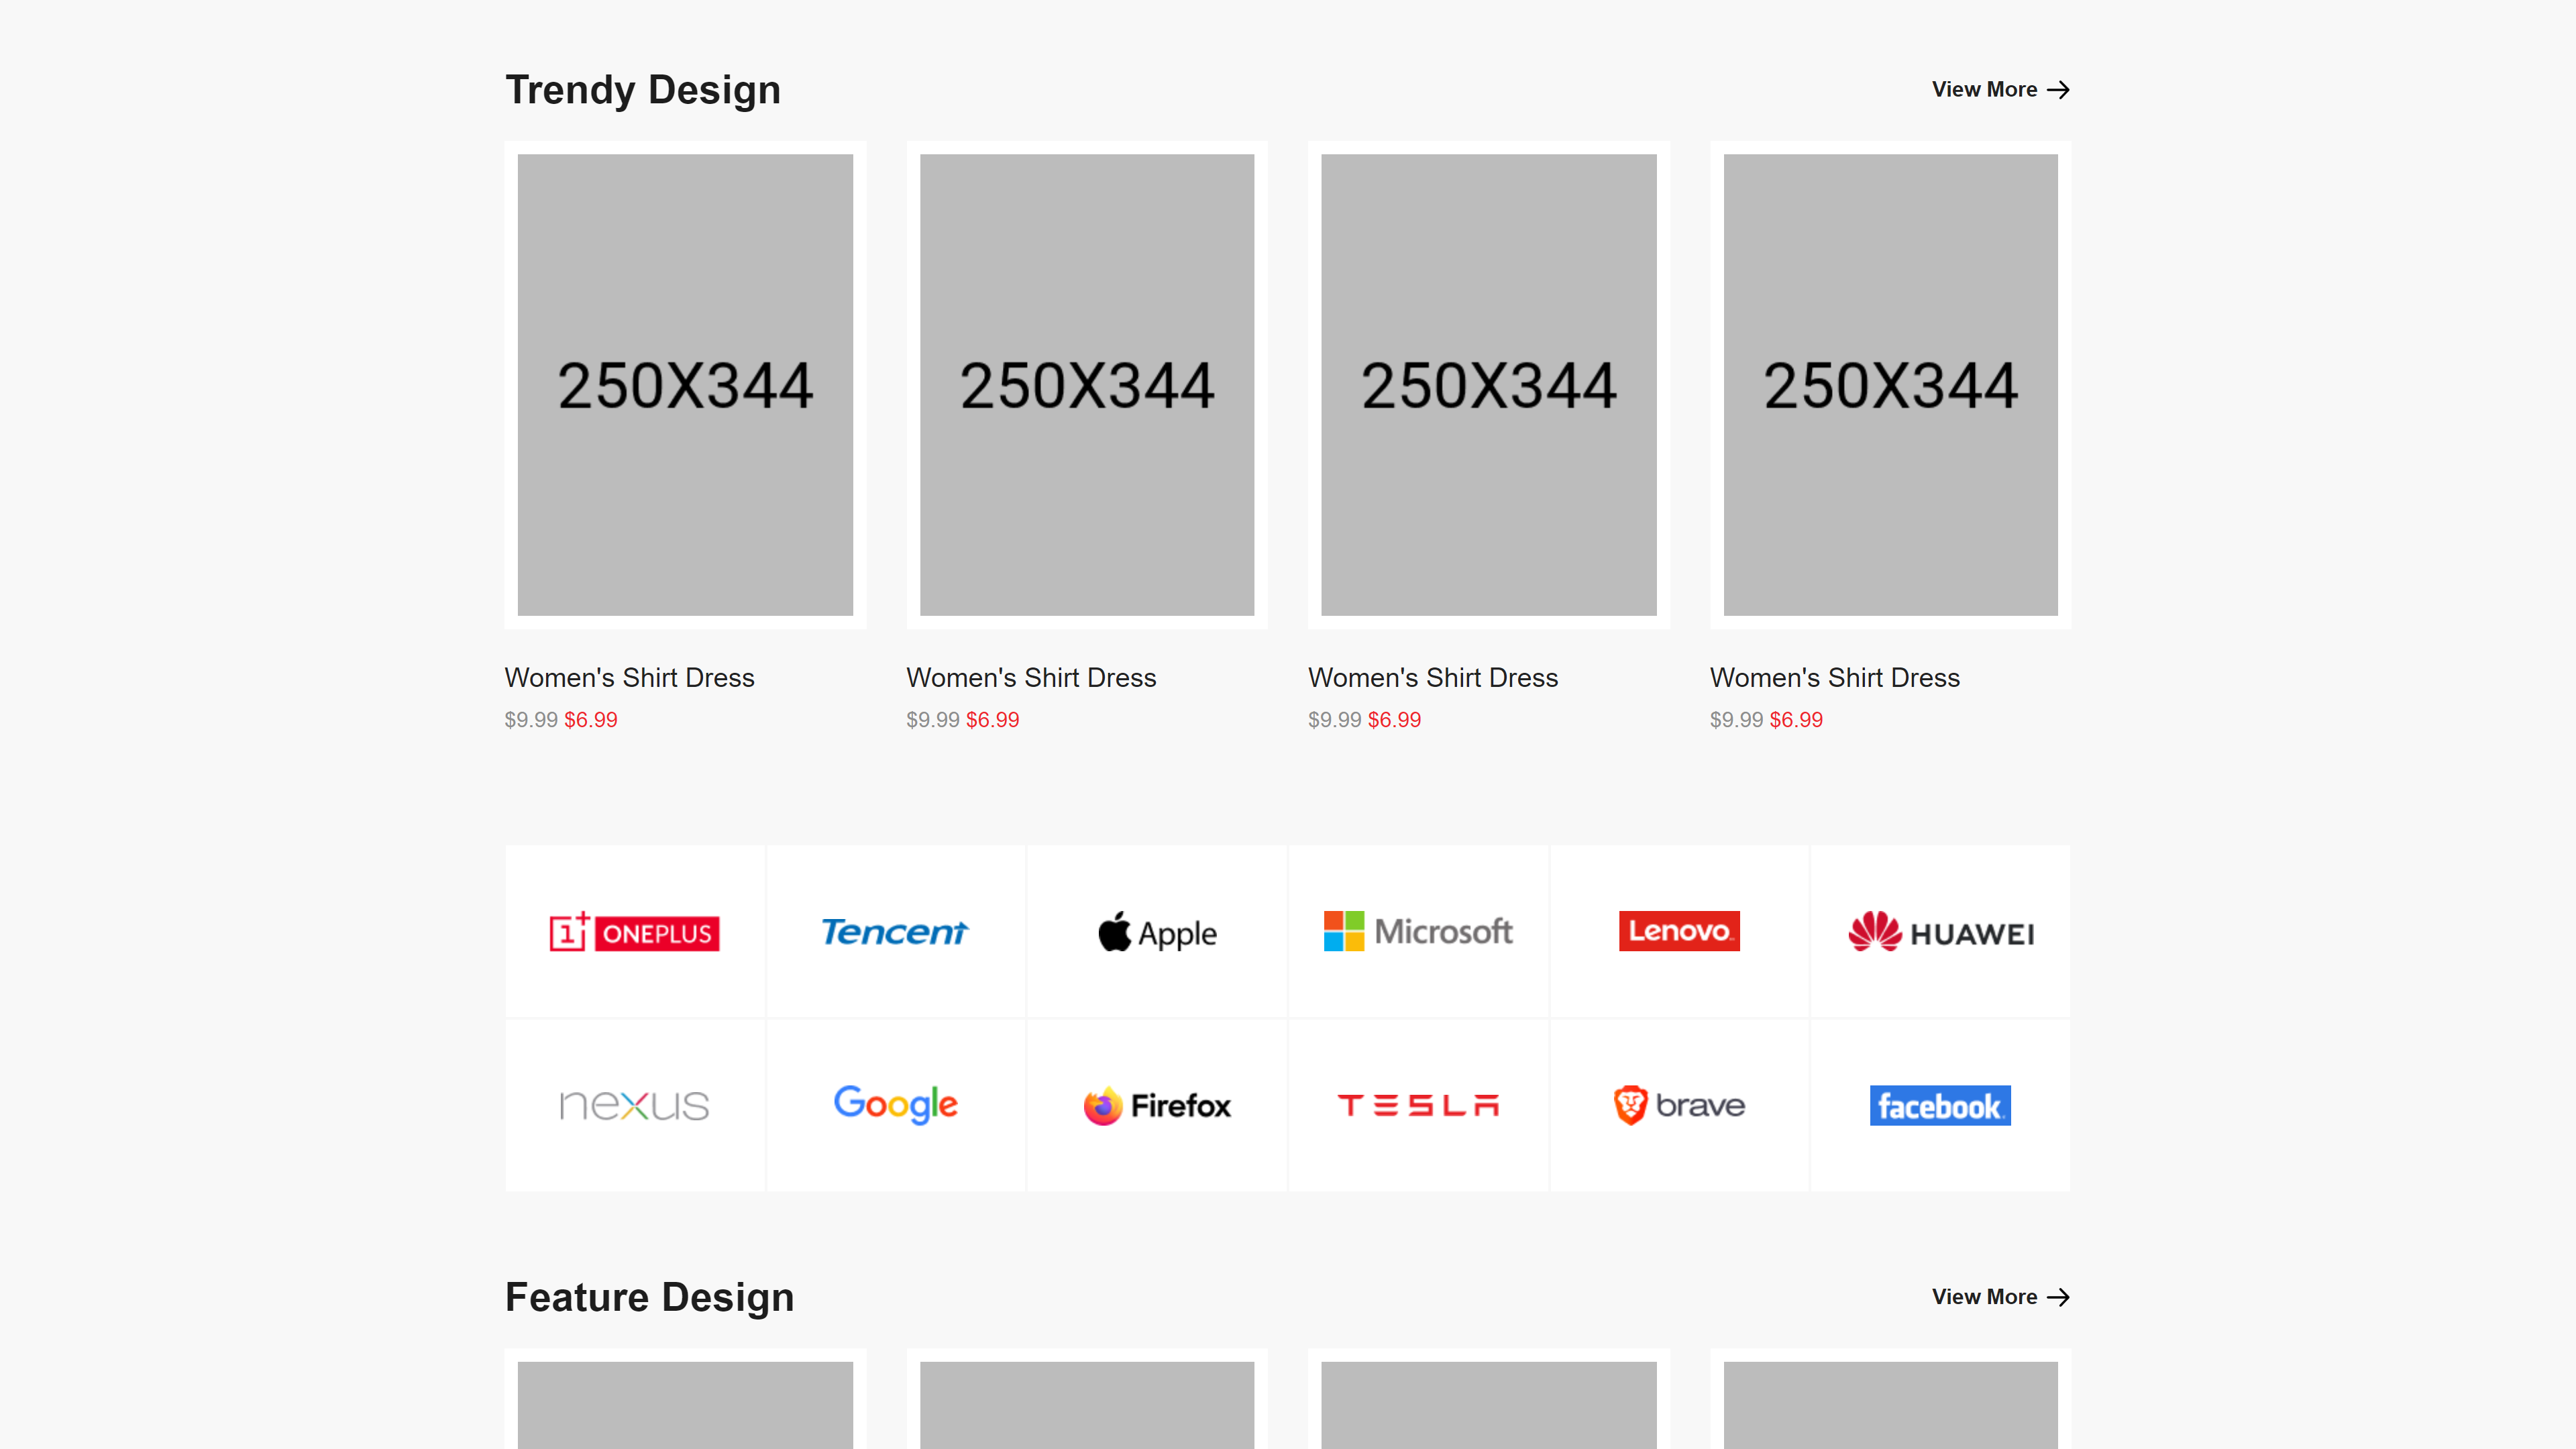 Trendy Design
View More
250X344
250X344
250X344
250X344
Women's Shirt Dress
$9.99 $6.99
Women's Shirt Dress
$9.99 $6.99
Women's Shirt Dress
$9.99 $6.99
Women's Shirt Dress
$9.99 $6.99
1+ ONEPLUS
Tencent
Apple
Microsoft
Lenovo
HUAWEI
nexus
Google
Firefox
TESLA
brave
facebook
Feature Design
View More